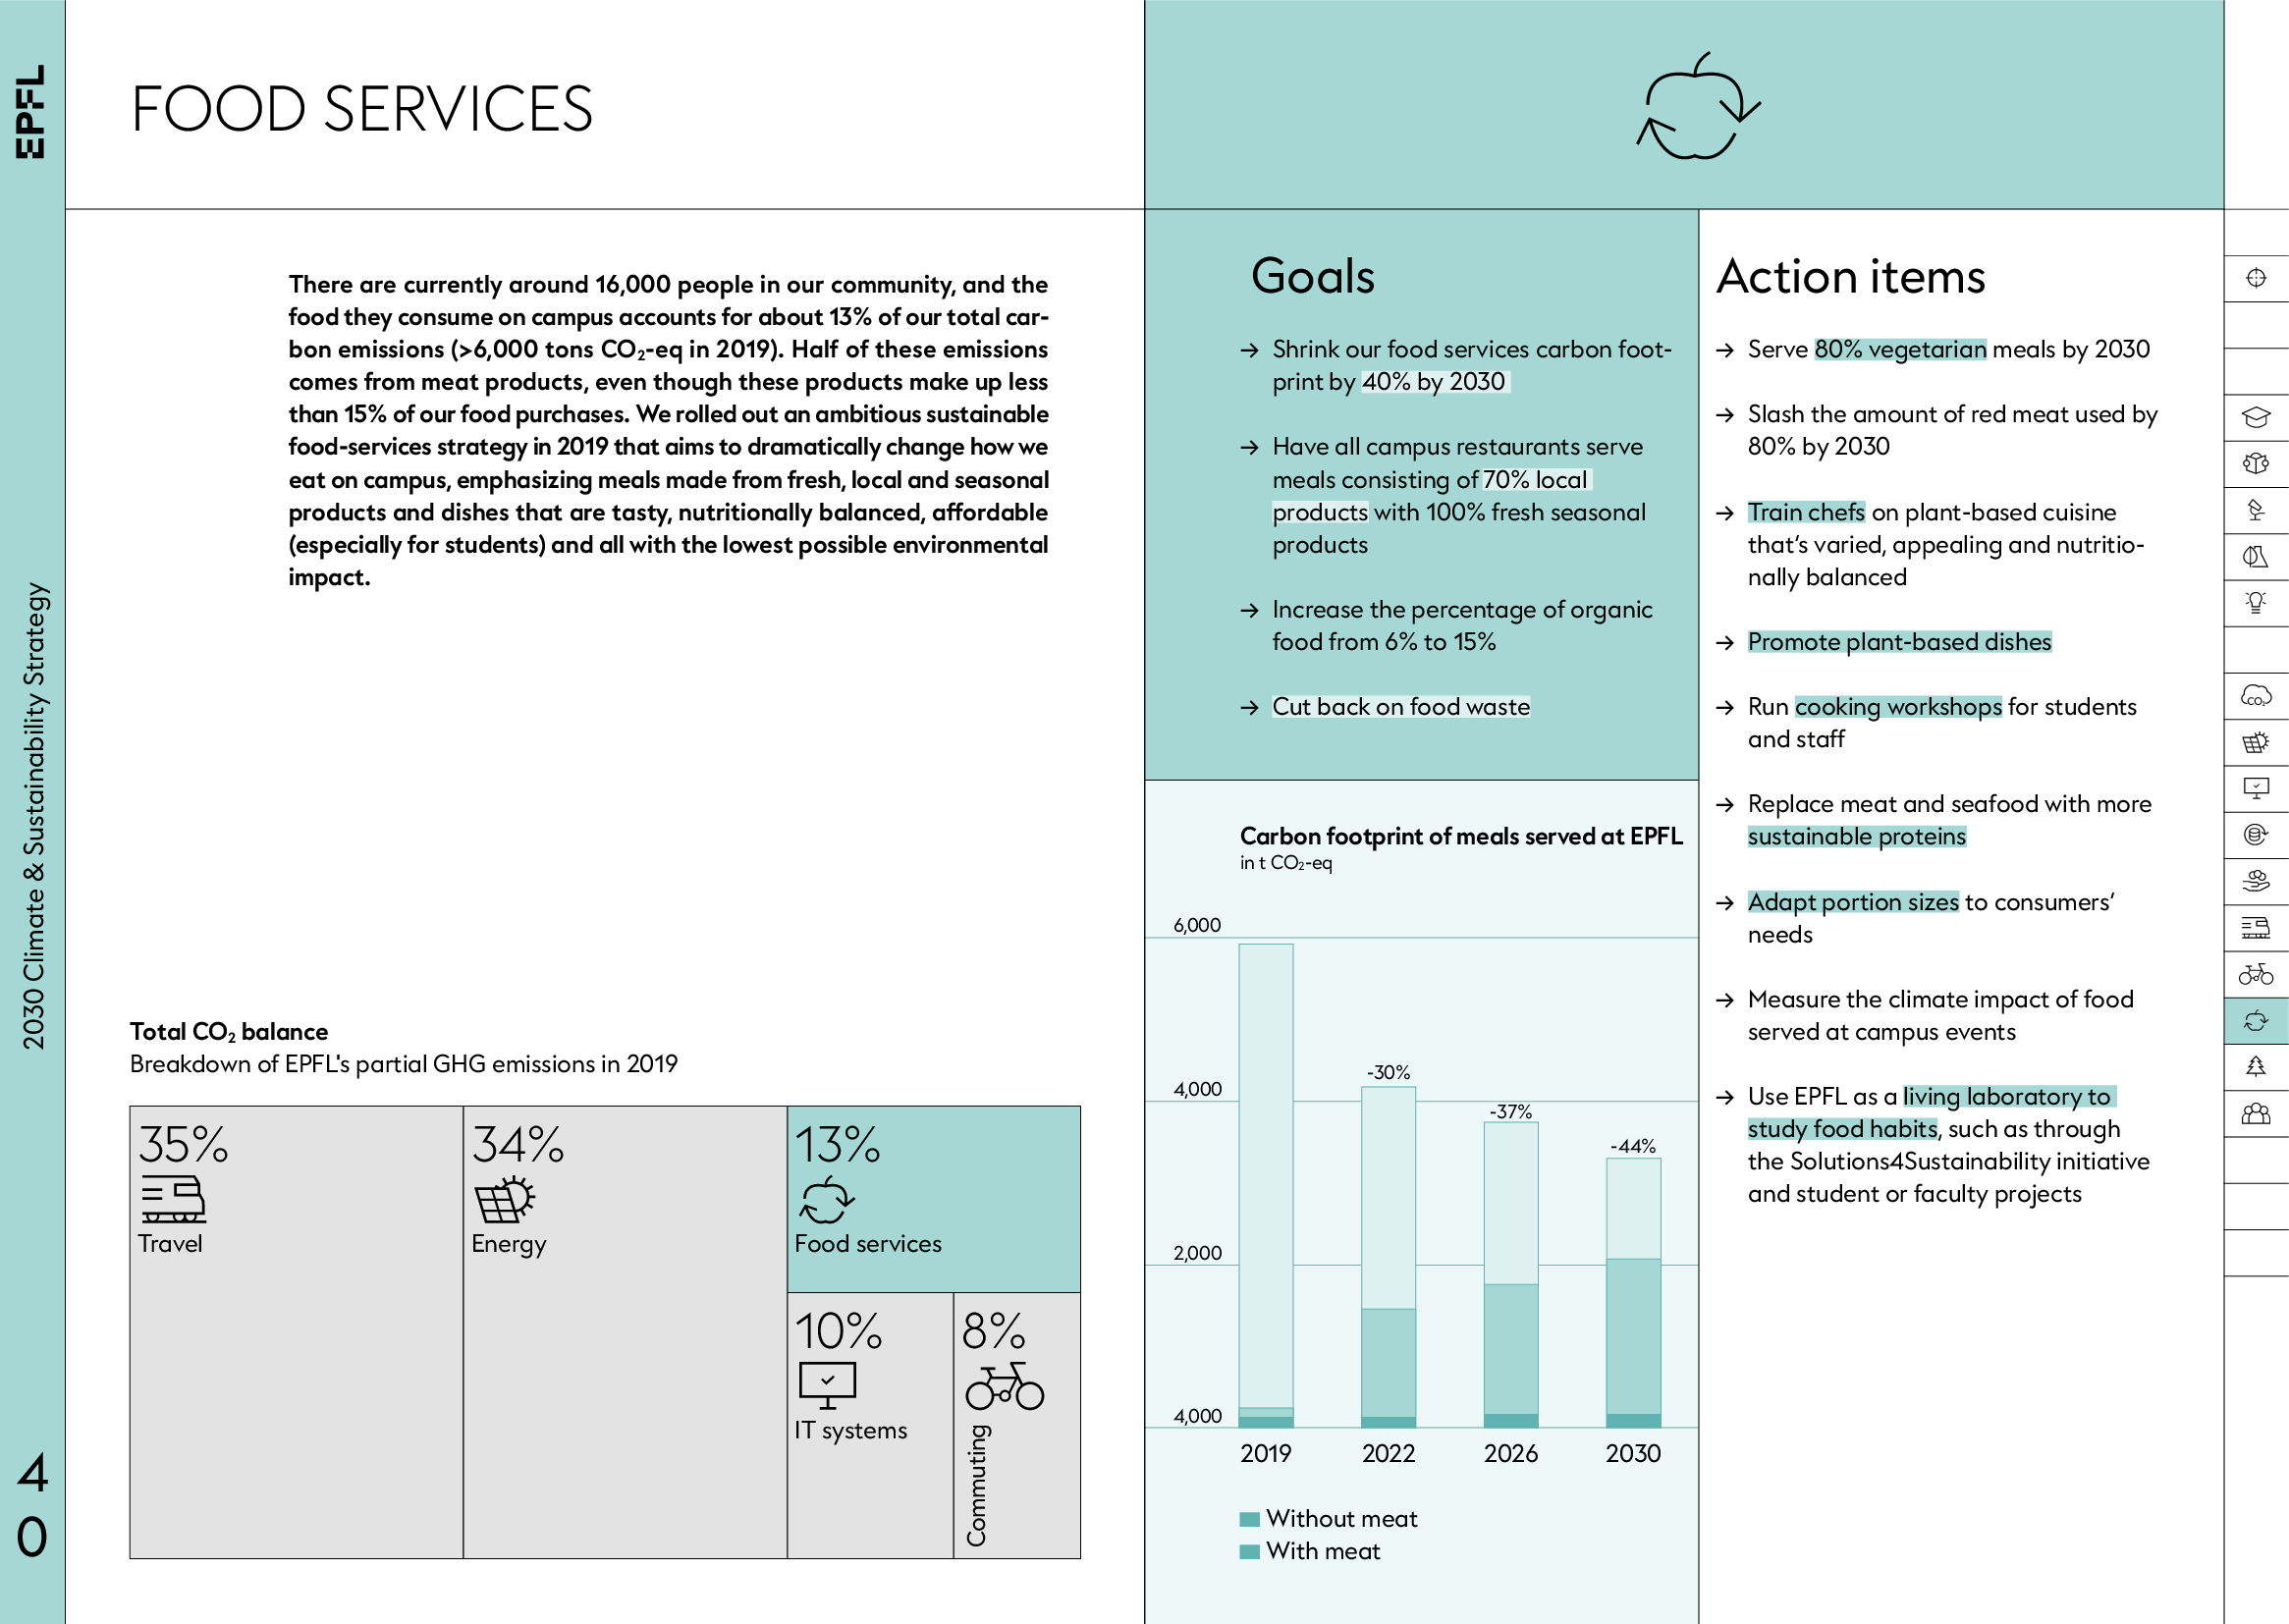 EPFL
2030 Climate & Sustainability Strategy
4
0
FOOD SERVICES
There are currently around 16,000 people in our community, and the
food they consume on campus accounts for about 13% of our total car-
bon emissions (>6,000 tons CO₂-eq in 2019). Half of these emissions
comes from meat products, even though these products make up less
than 15% of our food purchases. We rolled out an ambitious sustainable
food-services strategy in 2019 that aims to dramatically change how we
eat on campus, emphasizing meals made from fresh, local and seasonal
products and dishes that are tasty, nutritionally balanced, affordable
(especially for students) and all with the lowest possible environmental
impact.
Total CO₂ balance
Breakdown of EPFL's partial GHG emissions in 2019
35%
Travel
34%
Energy
13%
Food services
10%
IT systems
8%
Commuting
Goals
→ Shrink our food services carbon foot-
print by 40% by 2030
→ Have all campus restaurants serve
meals consisting of 70% local
products with 100% fresh seasonal
products
→ Increase the percentage of organic
food from 6% to 15%
→ Cut back on food waste
Carbon footprint of meals served at EPFL
in t CO₂-eq
6,000
4,000
2,000
4,000
-30%
-37%
-44%
2019
2022
2026
2030
Without meat
With meat
Action items
→ Serve 80% vegetarian meals by 2030
→ Slash the amount of red meat used by
80% by 2030
→ Train chefs on plant-based cuisine
that‘s varied, appealing and nutritio-
nally balanced
→ Promote plant-based dishes
→ Run cooking workshops for students
and staff
→ Replace meat and seafood with more
sustainable proteins
→ Adapt portion sizes to consumers’
needs
→ Measure the climate impact of food
served at campus events
→ Use EPFL as a living laboratory to
study food habits, such as through
the Solutions4Sustainability initiative
and student or faculty projects
CO₂